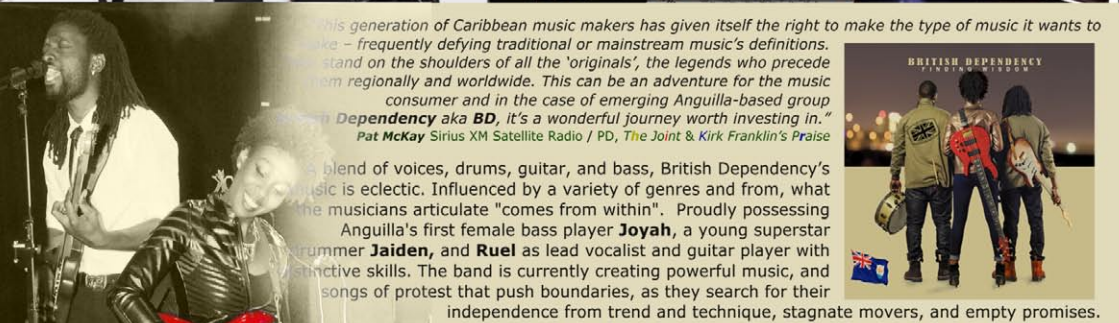 his generation of Caribbean music makers has given itself the right to make the type of music it wants to
– frequently defying traditional or mainstream music's definitions.
stand on the shoulders of all the 'originals', the legends who precede
them regionally and worldwide. This can be an adventure for the music
consumer and in the case of emerging Anguilla-based group
Dependency aka BD, it's a wonderful journey worth investing in."
Pat McKay Sirius XM Satellite Radio / PD, The Joint & Kirk Franklin's Praise
A blend of voices, drums, guitar, and bass, British Dependency's
music is eclectic. Influenced by a variety of genres and from, what
the musicians articulate "comes from within". Proudly possessing
Anguilla's first female bass player Joyah, a young superstar
drummer Jaiden, and Ruel as lead vocalist and guitar player with
distinctive skills. The band is currently creating powerful music, and
songs of protest that push boundaries, as they search for their
independence from trend and technique, stagnate movers, and empty promises.
BRITISH DEPENDENCY
FINDING WISDOM